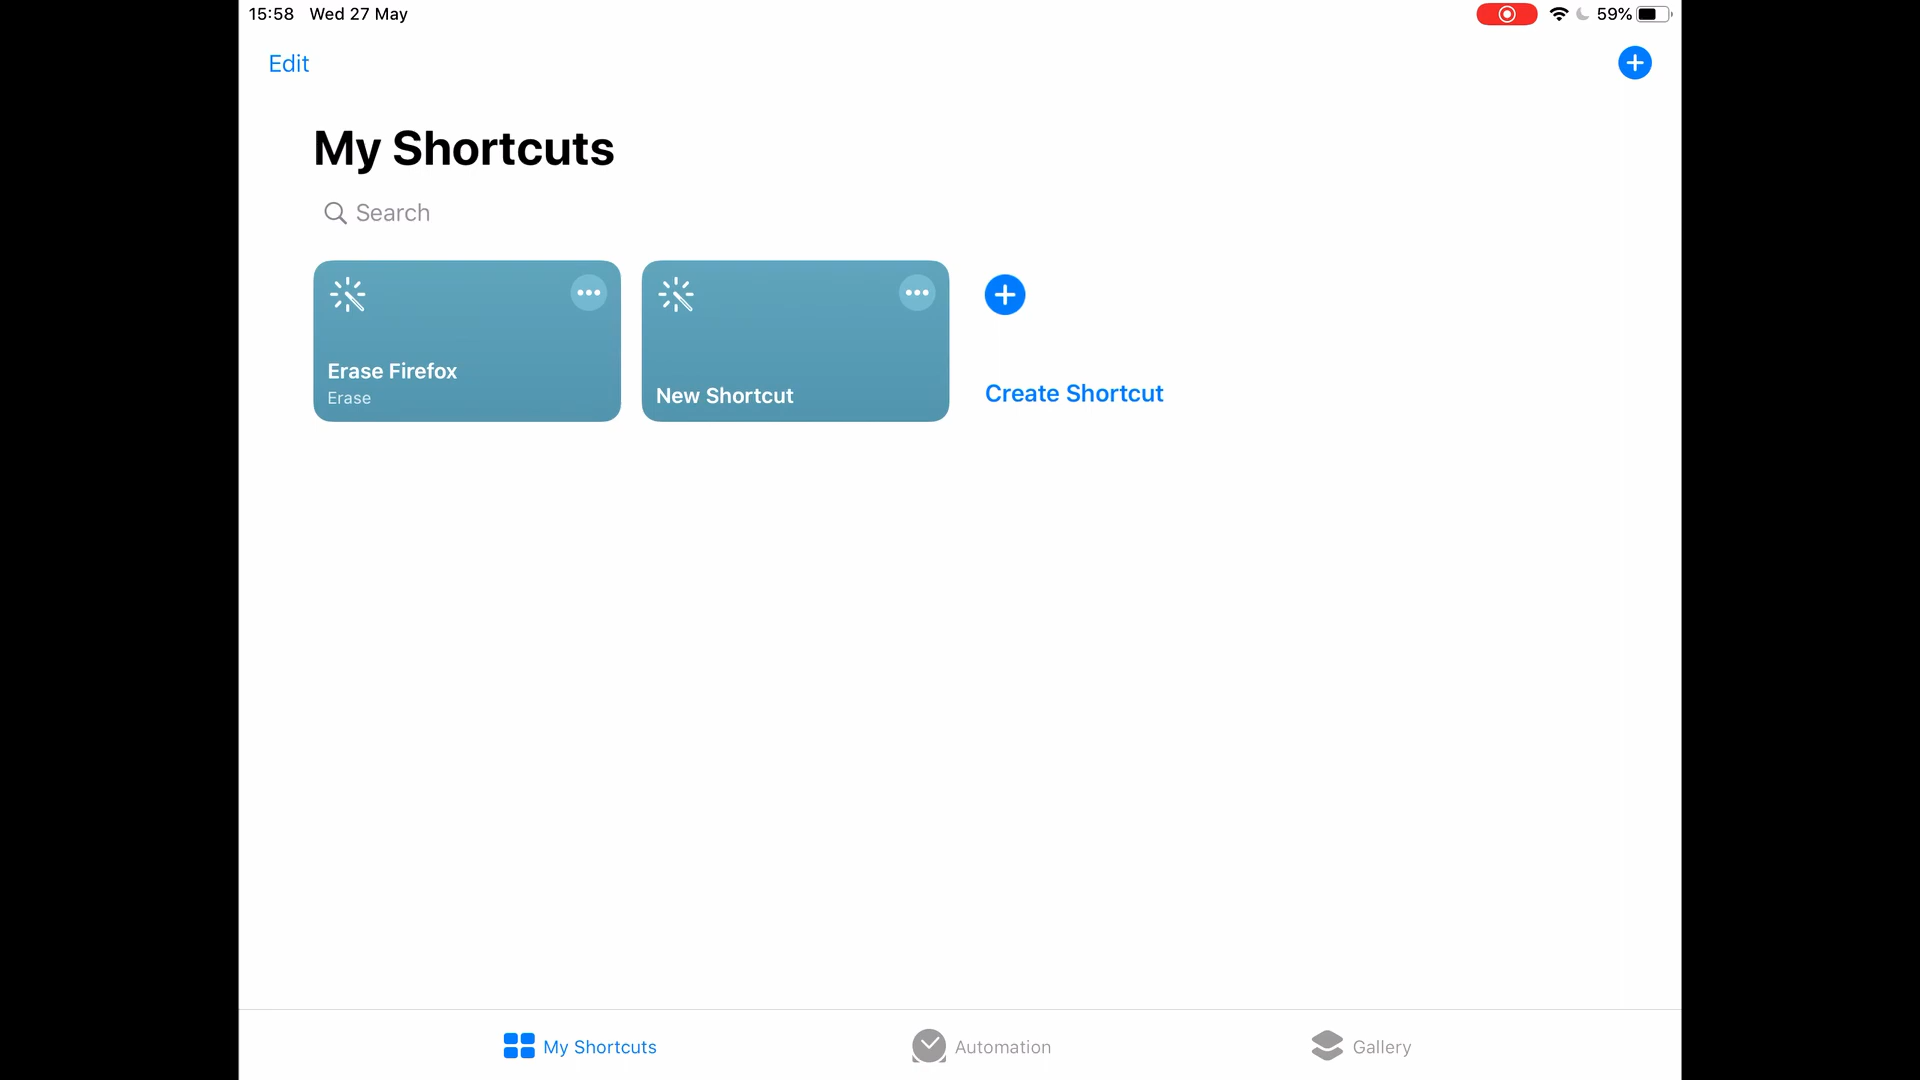 15:58 Wed 27 May
59%
Edit
My Shortcuts
Search
Erase Firefox
Erase
New Shortcut
Create Shortcut
My Shortcuts
Automation
Gallery